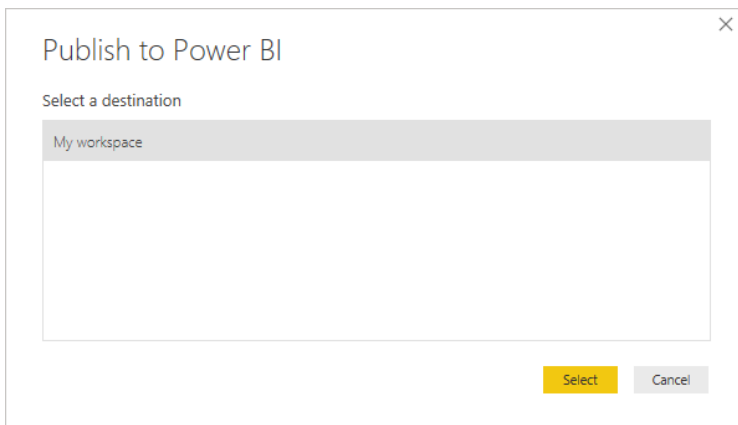 Publish to Power BI
Select a destination
My workspace
Select Cancel